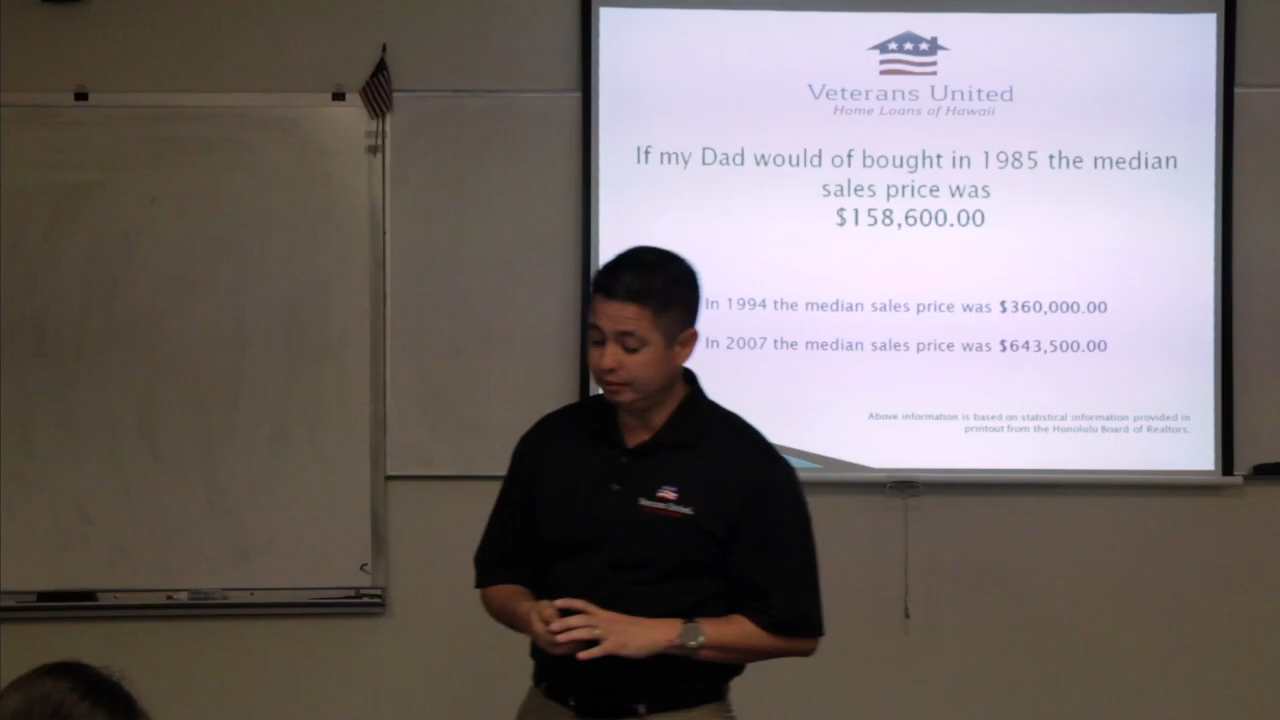 Veterans United
Home Loans of Hawaii
If my Dad would of bought in 1985 the median
sales price was
$158,600.00
In 1994 the median sales price was $360,000.00
In 2007 the median sales price was $643,500.00
Above information is based on statistical information provided in
printout from the Honolulu Board of Realtors.
Veterans United